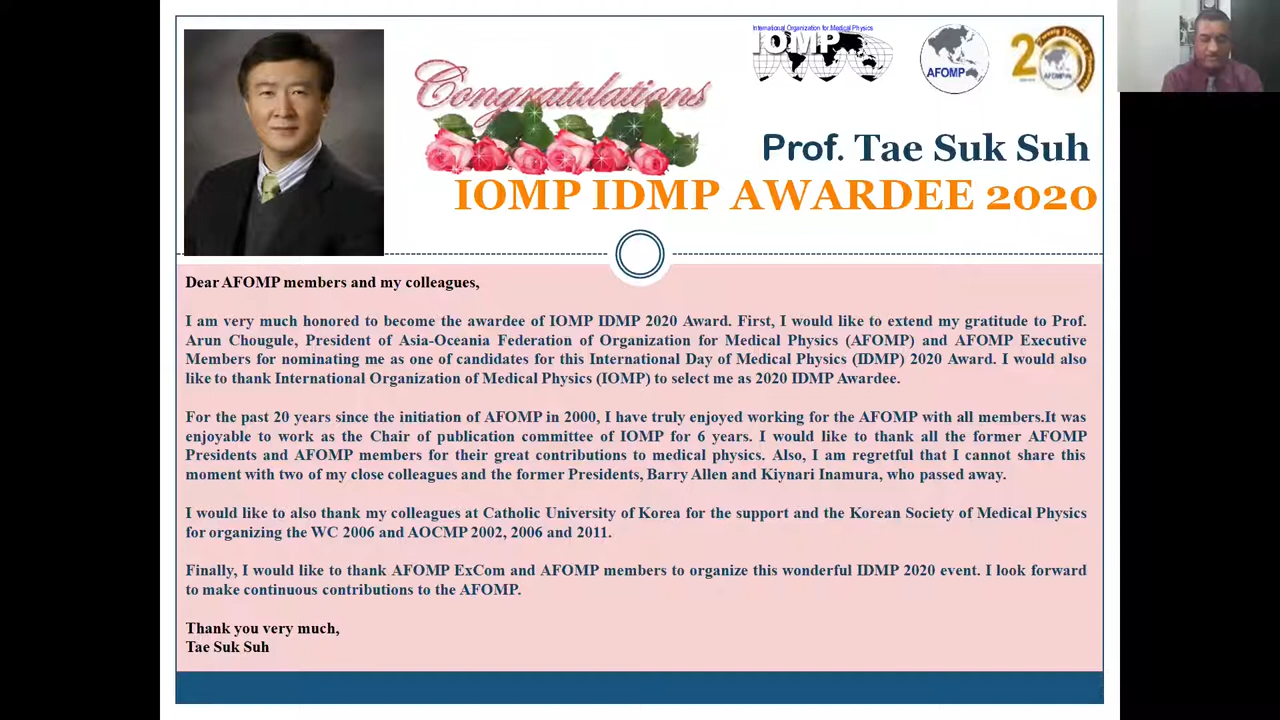 International Organization for Medical Physics
IOMP
AFOMP
20
Congratulations
Prof. Tae Suk Suh
IOMP IDMP AWARDEE 2020
Dear AFOMP members and my colleagues,
I am very much honored to become the awardee of IOMP IDMP 2020 Award. First, I would like to extend my gratitude to Prof.
Arun Chougule, President of Asia-Oceania Federation of Organization for Medical Physics (AFOMP) and AFOMP Executive
Members for nominating me as one of candidates for this International Day of Medical Physics (IDMP) 2020 Award. I would also
like to thank International Organization of Medical Physics (IOMP) to select me as 2020 IDMP Awardee.
For the past 20 years since the initiation of AFOMP in 2000, I have truly enjoyed working for the AFOMP with all members.It was
enjoyable to work as the Chair of publication committee of IOMP for 6 years. I would like to thank all the former AFOMP
Presidents and AFOMP members for their great contributions to medical physics. Also, I am regretful that I cannot share this
moment with two of my close colleagues and the former Presidents, Barry Allen and Kiynari Inamura, who passed away.
I would like to also thank my colleagues at Catholic University of Korea for the support and the Korean Society of Medical Physics
for organizing the WC 2006 and AOCMP 2002, 2006 and 2011.
Finally, I would like to thank AFOMP ExCom and AFOMP members to organize this wonderful IDMP 2020 event. I look forward
to make continuous contributions to the AFOMP.
Thank you very much,
Tae Suk Suh